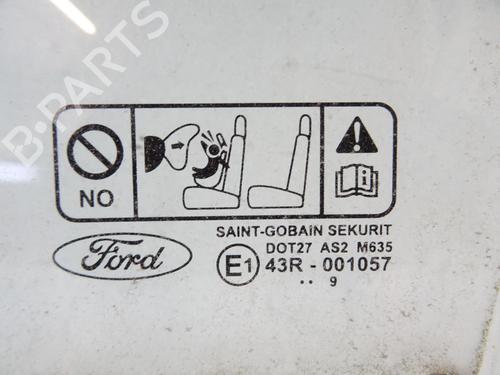 B-PARTS
NO
SAINT-GOBAIN SEKURIT
DOT27 AS2 M635
Ford
E1 43R - 001057
.. 9